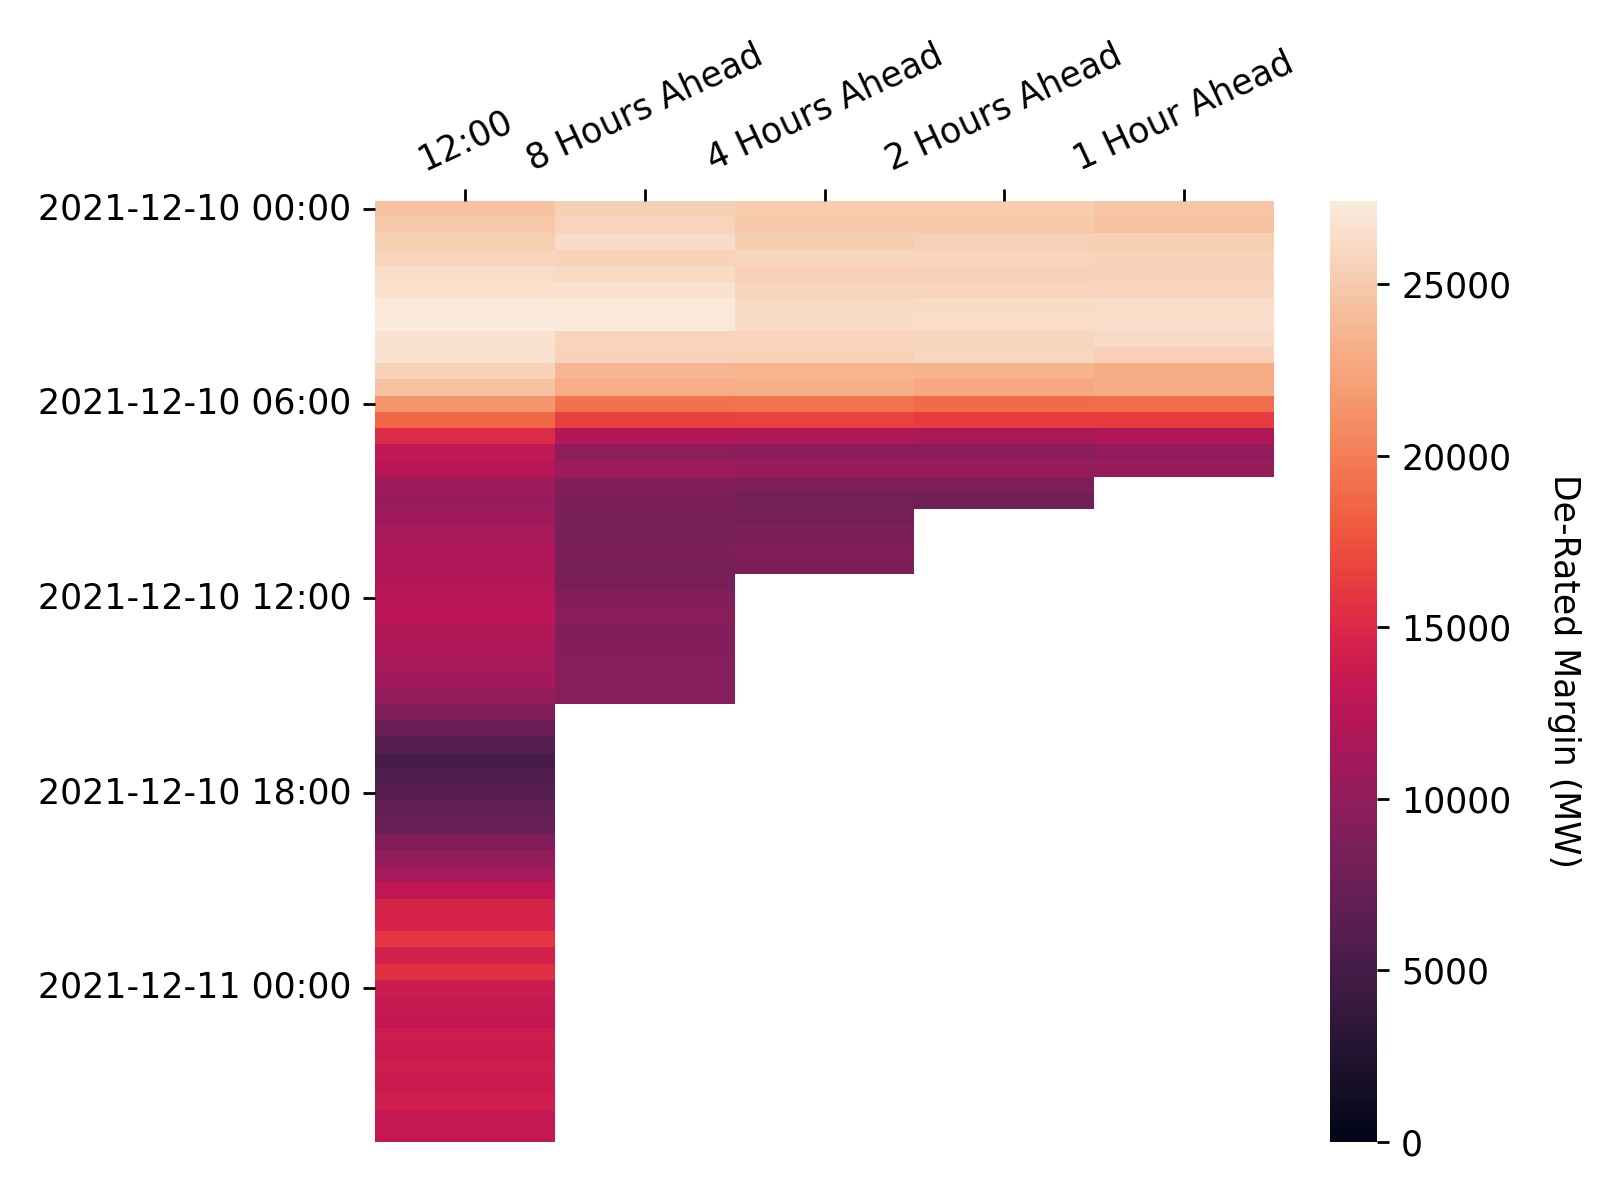 12:00
8 Hours Ahead
4 Hours Ahead
2 Hours Ahead
1 Hour Ahead
2021-12-10 00:00
2021-12-10 06:00
2021-12-10 12:00
2021-12-10 18:00
2021-12-11 00:00
25000
20000
15000
10000
5000
0
De-Rated Margin (MW)